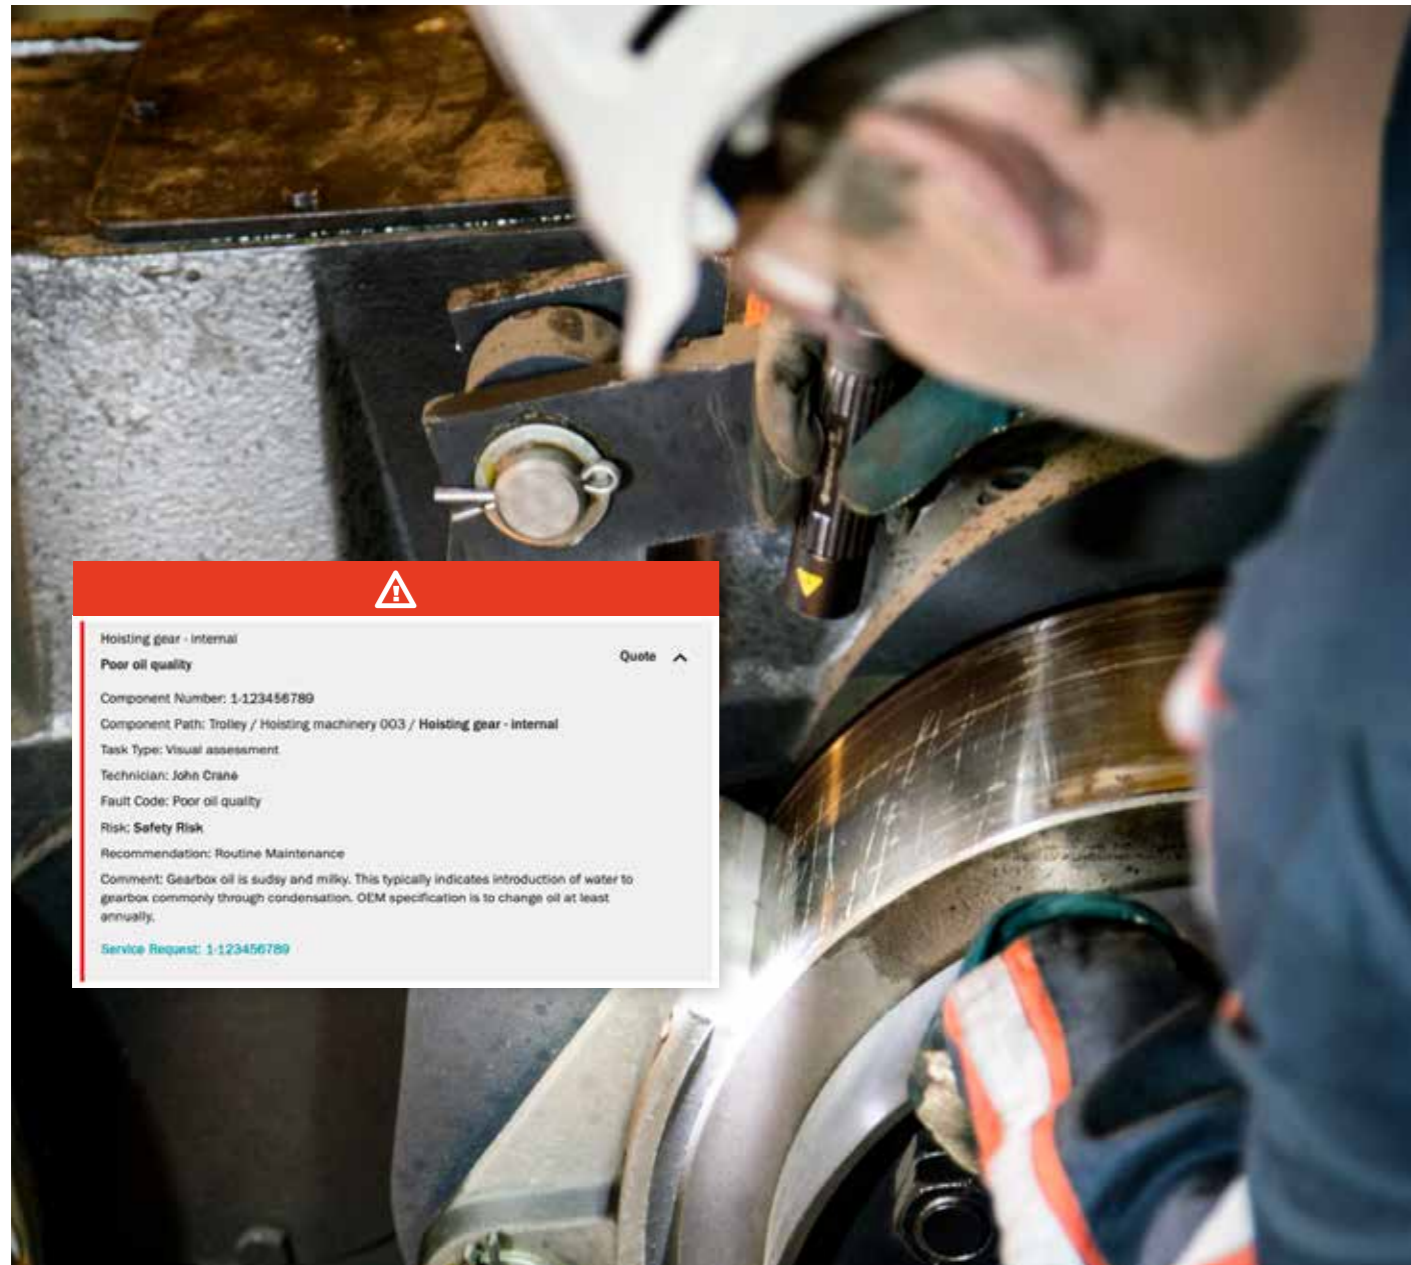 Hoisting gear - internal
Poor oil quality
Quote
Component Number: 1-123456789
Component Path: Trolley / Hoisting machinery 003 / Hoisting gear - internal
Task Type: Visual assessment
Technician: John Crane
Fault Code: Poor oil quality
Risk: Safety Risk
Recommendation: Routine Maintenance
Comment: Gearbox oil is sudsy and milky. This typically indicates introduction of water to
gearbox commonly through condensation. OEM specification is to change oil at least
annually.
Service Request: 1-123456789